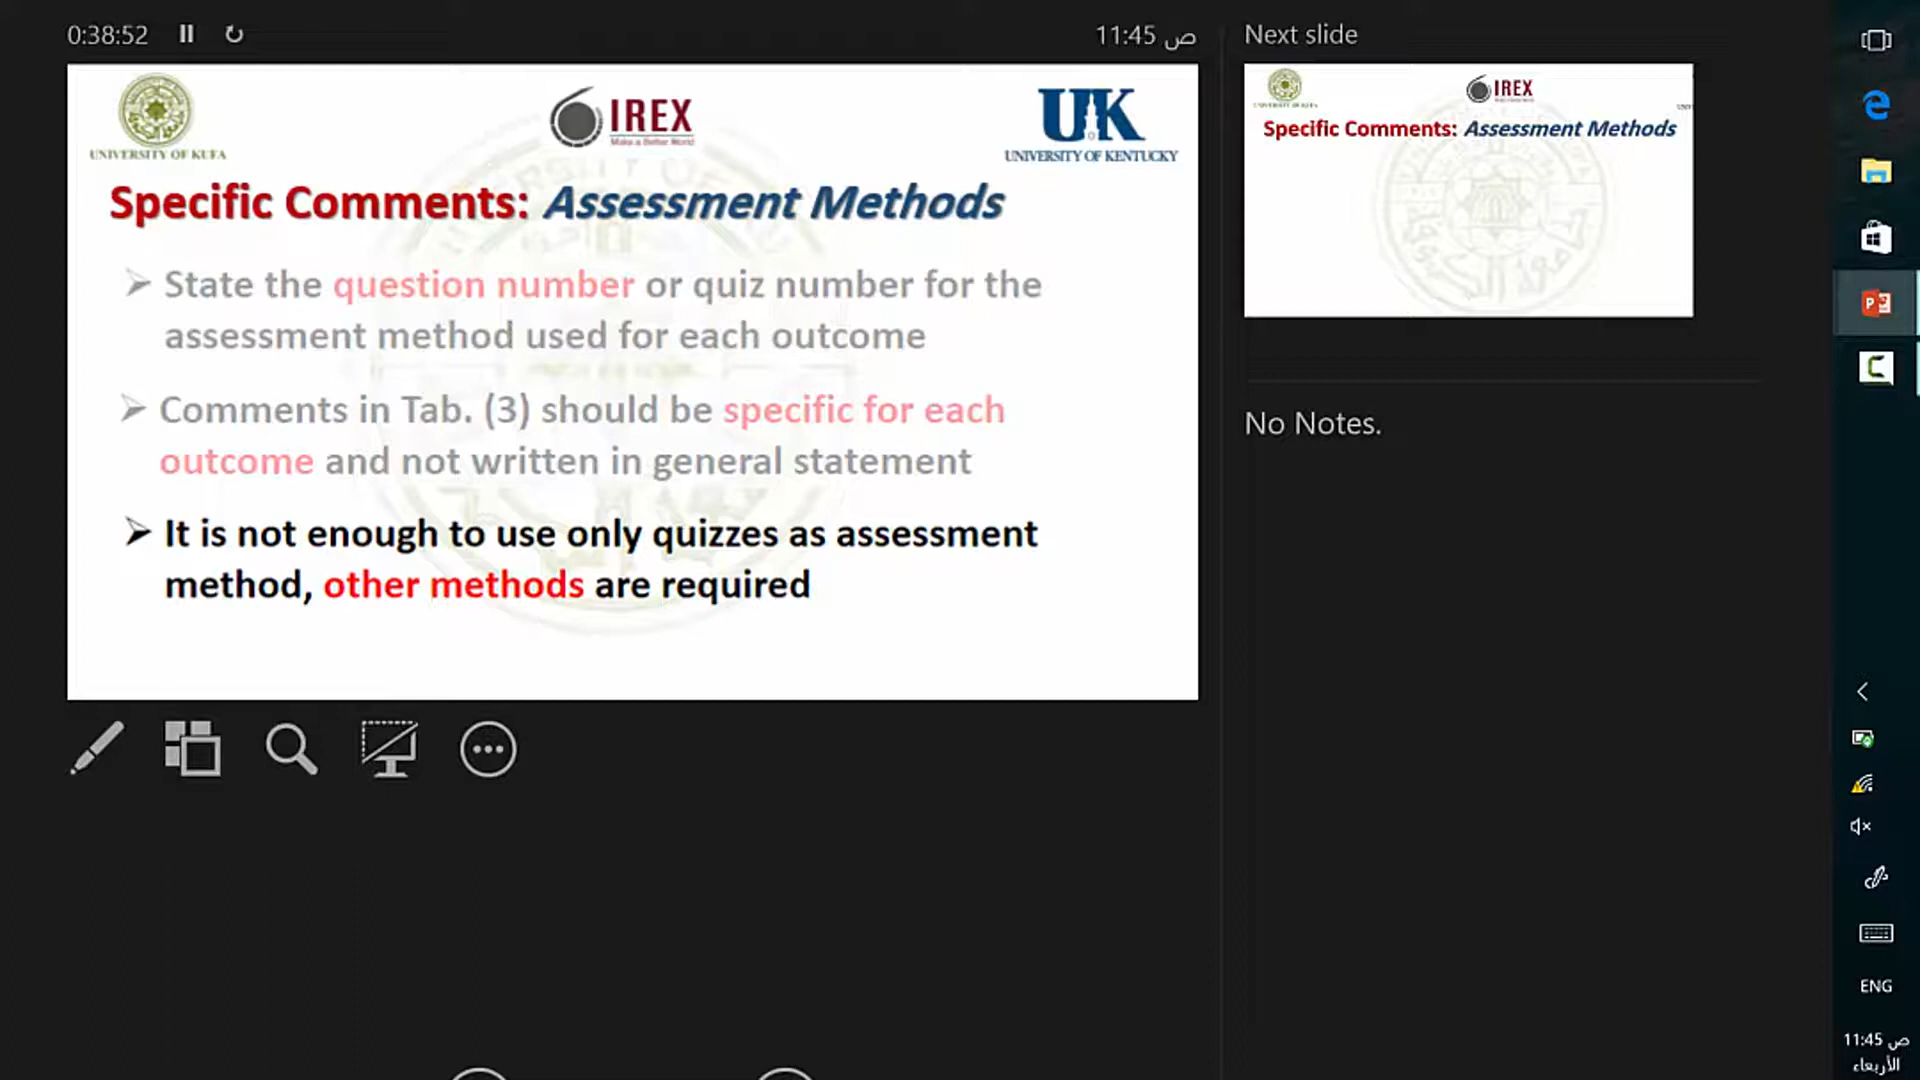 0:38:52
11:45 ص
UNIVERSITY OF KUFA
IREX
Make a Better World
UK
UNIVERSITY OF KENTUCKY
Specific Comments: Assessment Methods
State the question number or quiz number for the
assessment method used for each outcome
Comments in Tab. (3) should be specific for each
outcome and not written in general statement
It is not enough to use only quizzes as assessment
method, other methods are required
Next slide
IREX
Specific Comments: Assessment Methods
No Notes.
ENG
11:45 ص
الأربعاء